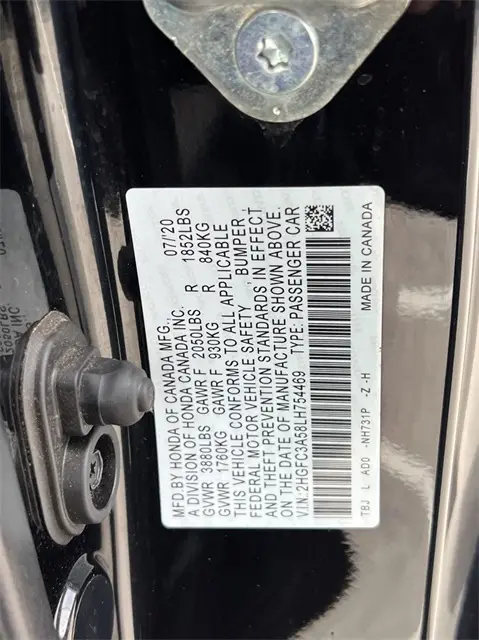 MFD.BY HONDA OF CANADA MFG. 07/'20
A DIVISION OF HONDA CANADA INC.
GVWR 3880LBS GAWR F 2050LBS R 1852LBS
GVWR 1760KG GAWR F 930KG R 840KG
THIS VEHICLE CONFORMS TO ALL APPLICABLE
FEDERAL MOTOR VEHICLE SAFETY, BUMPER,
AND THEFT PREVENTION STANDARDS IN EFFECT
ON THE DATE OF MANUFACTURE SHOWN ABOVE.
V.I.N.: 2HGFC3A58LH754469 TYPE: PASSENGER CAR
TBJ L -AD0 -NH731P -Z -H MADE IN CANADA